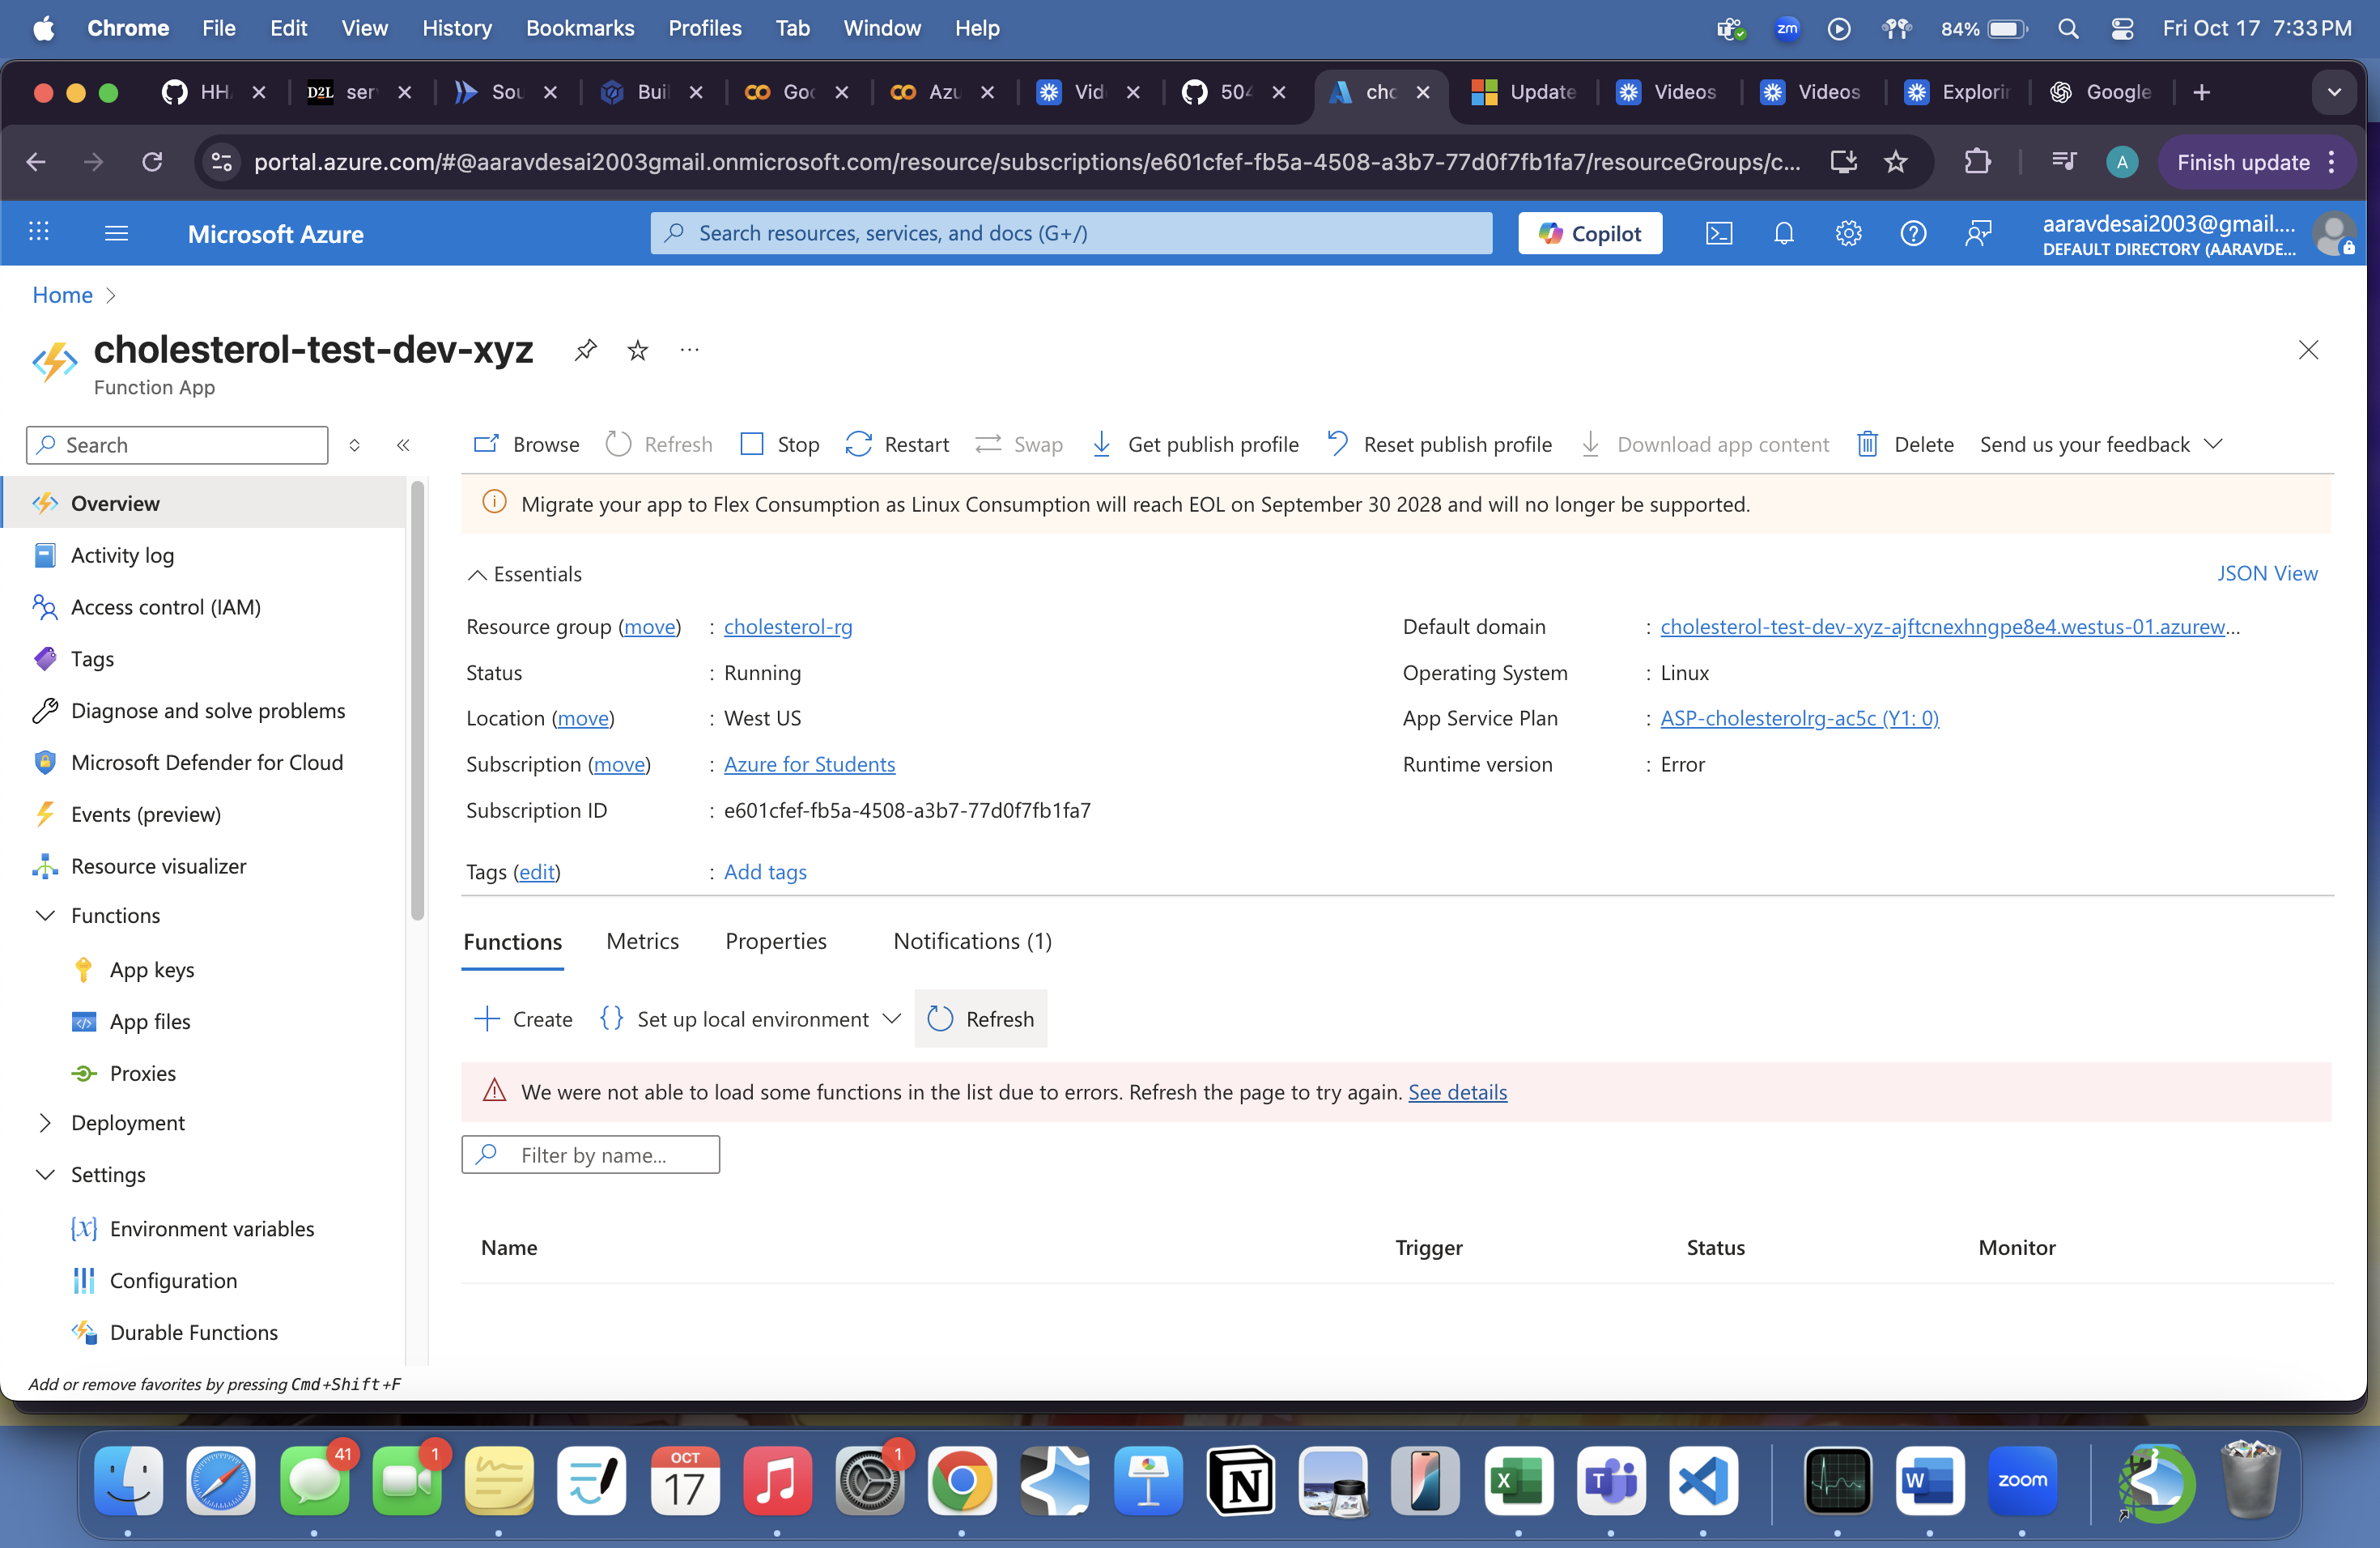 Chrome File Edit View History Bookmarks Profiles Tab Window Help zm 84% Fri Oct 17 7:33 PM
HH. D2L ser Sou Buil Goo Azu Vid 504 cho Update Videos Videos Explorin Google
portal.azure.com/#@aaravdesai2003gmail.onmicrosoft.com/resource/subscriptions/e601cfef-fb5a-4508-a3b7-77d0f7fb1fa7/resourceGroups/c... A Finish update
Microsoft Azure Search resources, services, and docs (G+/) Copilot aaravdesai2003@gmail....
DEFAULT DIRECTORY (AARAVDE...
Home
cholesterol-test-dev-xyz ...
Function App
Search Browse Refresh Stop Restart Swap Get publish profile Reset publish profile Download app content Delete Send us your feedback
Overview
Activity log
Access control (IAM)
Tags
Diagnose and solve problems
Microsoft Defender for Cloud
Events (preview)
Resource visualizer
Functions
App keys
App files
Proxies
Deployment
Settings
Environment variables
Configuration
Durable Functions
Add or remove favorites by pressing Cmd+Shift+F
Migrate your app to Flex Consumption as Linux Consumption will reach EOL on September 30 2028 and will no longer be supported.
Essentials JSON View
Resource group (move) : cholesterol-rg
Status : Running
Location (move) : West US
Subscription (move) : Azure for Students
Subscription ID : e601cfef-fb5a-4508-a3b7-77d0f7fb1fa7
Tags (edit) : Add tags
Default domain : cholesterol-test-dev-xyz-ajftcnexhngpe8e4.westus-01.azurew...
Operating System : Linux
App Service Plan : ASP-cholesterolrg-ac5c (Y1: 0)
Runtime version : Error
Functions Metrics Properties Notifications (1)
Create Set up local environment Refresh
We were not able to load some functions in the list due to errors. Refresh the page to try again. See details
Filter by name...
Name Trigger Status Monitor
41 1 OCT 17 1 N X T W zoom